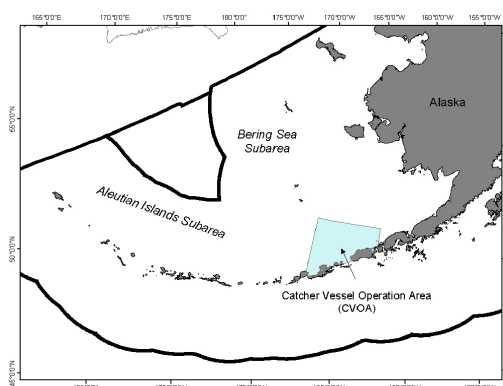 165°0'0"E 170°0'0"E 175°0'0"E 180°0'0" 175°0'0"W 170°0'0"W 165°0'0"W 160°0'0"W 155°0'0"W
Alaska
55°0'0"N
Bering Sea
Subarea
Aleutian Islands Subarea
50°0'0"N
Catcher Vessel Operation Area
(CVOA)
45°0'0"N